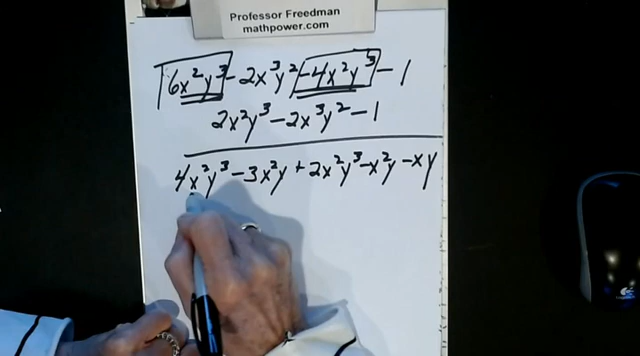 Professor Freedman
mathpower.com
6x²y³ - 2x³y² - 4x²y³ - 1
2x²y³ - 2x³y² - 1
4x²y³ - 3x²y + 2x²y³ - x²y - xy